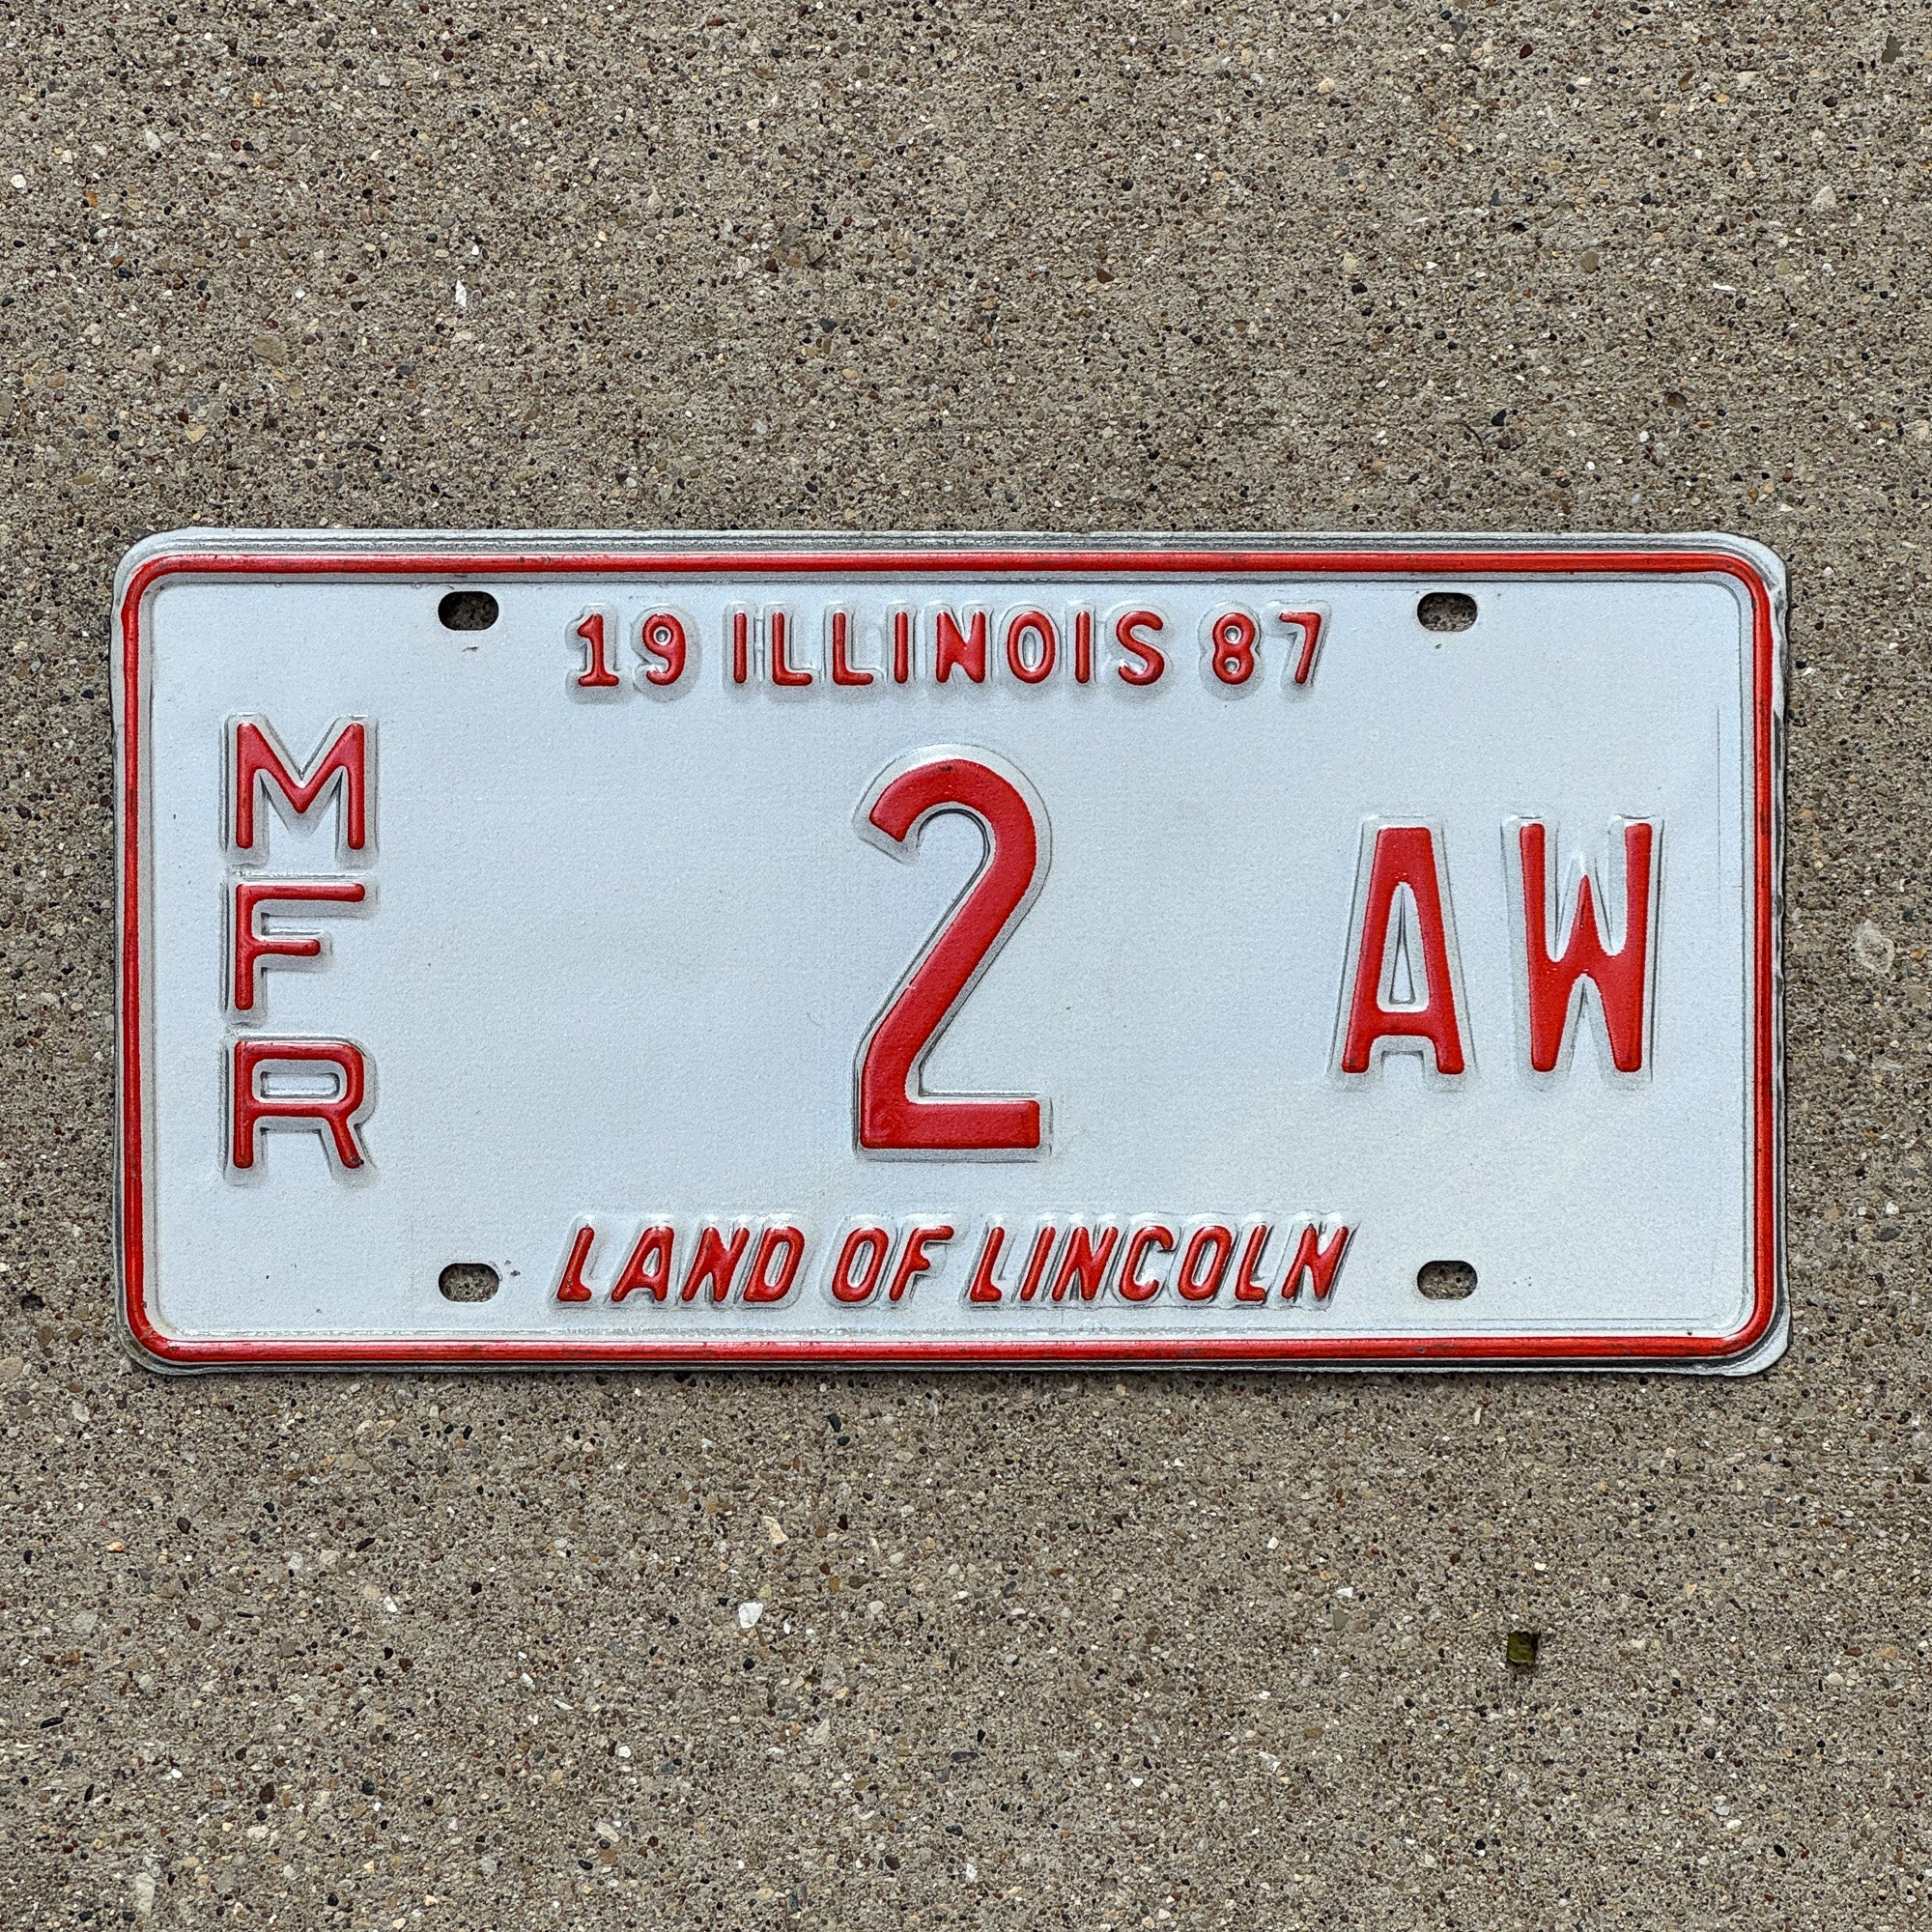 19 ILLINOIS 87
MFR
2 AW
LAND OF LINCOLN